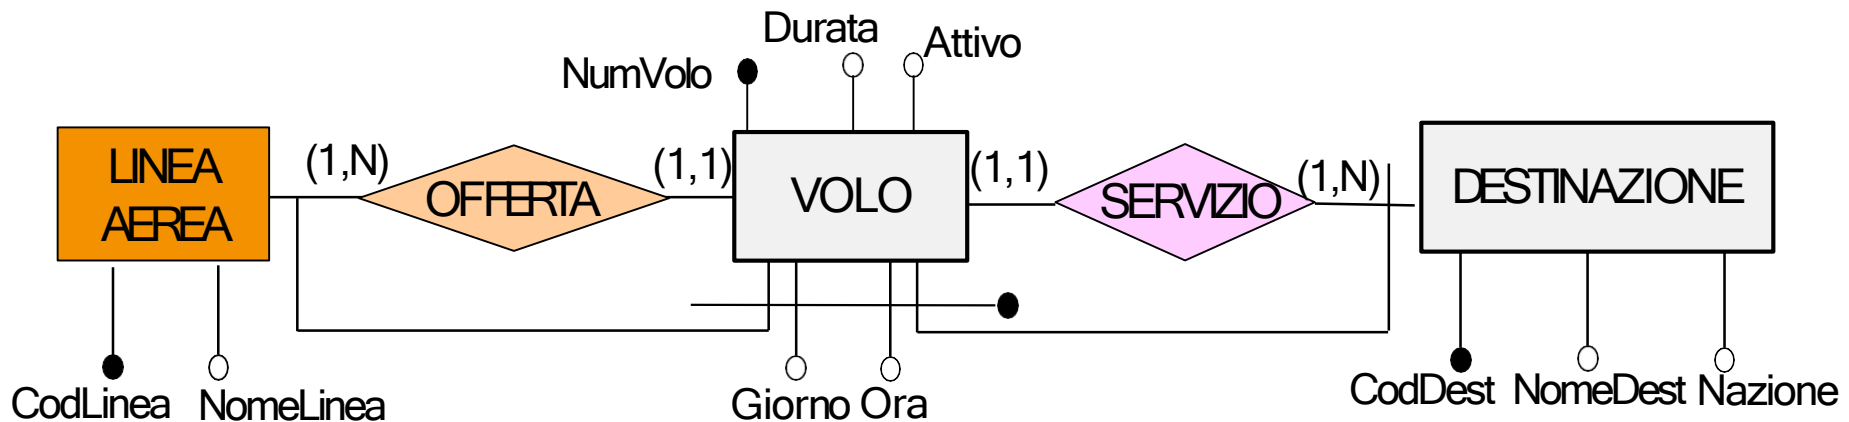 Durata
Attivo
NumVolo
LINEA
AEREA
(1,N)
OFFERTA
(1,1)
VOLO
(1,1)
SERVIZIO
(1,N)
DESTINAZIONE
CodLinea
NomeLinea
Giorno
Ora
CodDest
NomeDest
Nazione